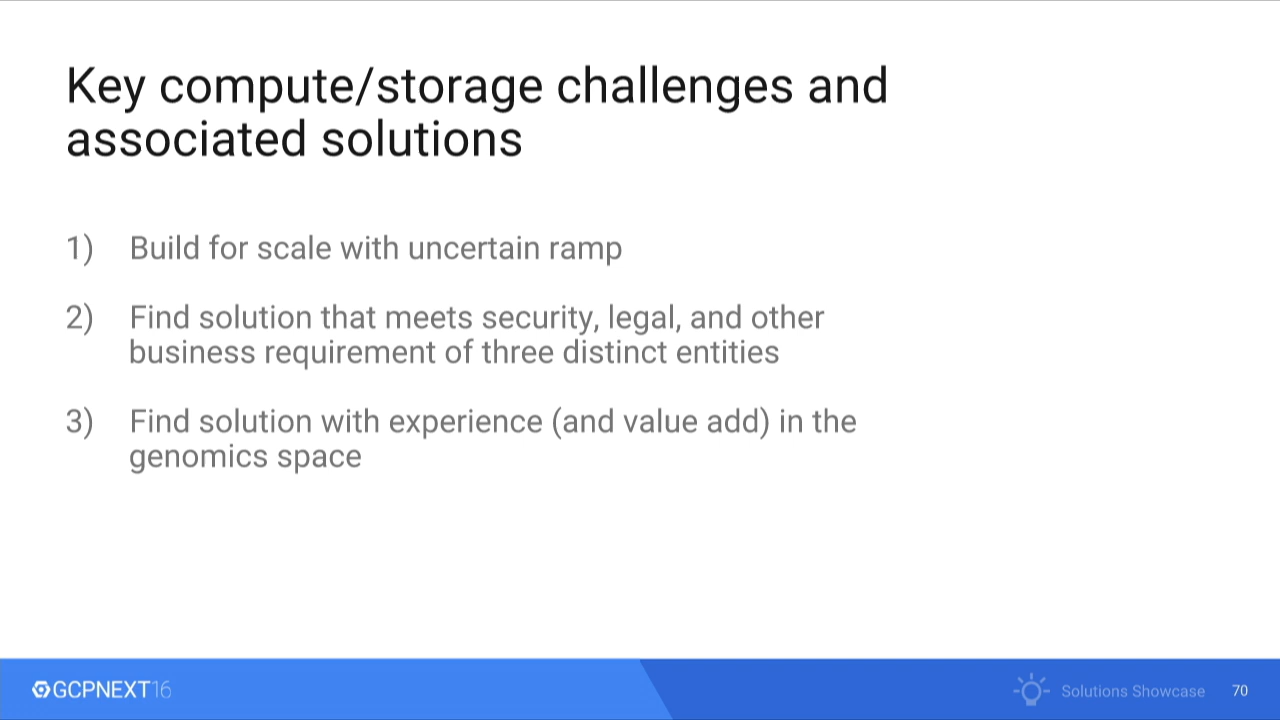 Key compute/storage challenges and
associated solutions
1) Build for scale with uncertain ramp
2) Find solution that meets security, legal, and other
business requirement of three distinct entities
3) Find solution with experience (and value add) in the
genomics space
GCPNEXT16
Solutions Showcase 70